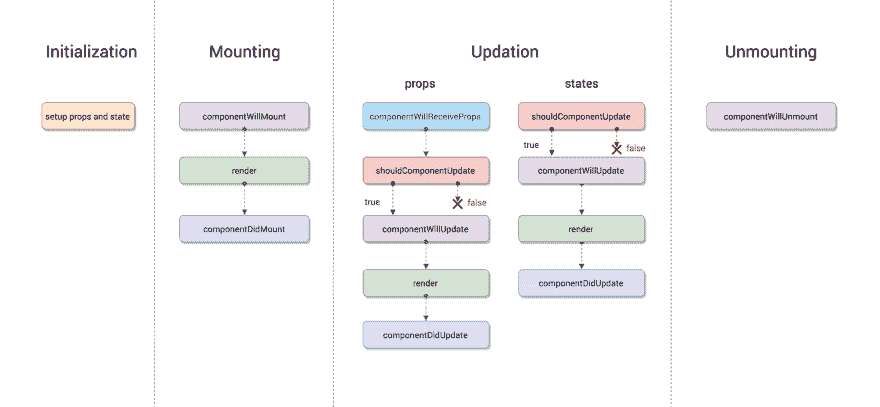 Initialization
Mounting
Updation
Unmounting
props
states
setup props and state
componentWillMount
componentWillReceiveProps
shouldComponentUpdate
componentWillUnmount
true
false
render
shouldComponentUpdate
componentWillUpdate
true
false
componentDidMount
componentWillUpdate
render
render
componentDidUpdate
componentDidUpdate